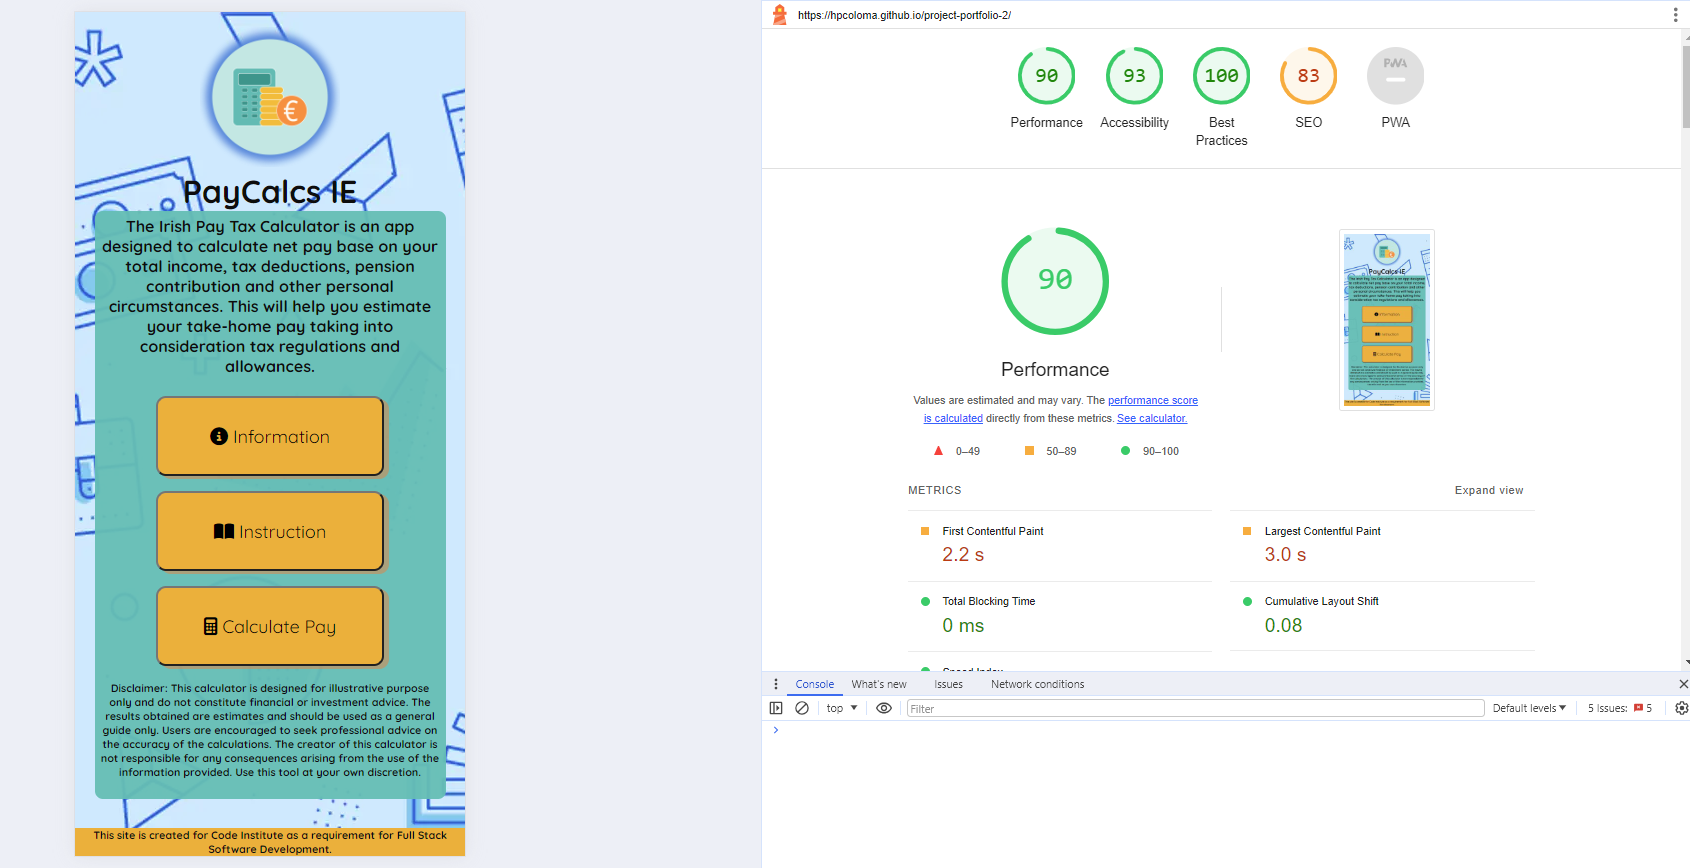 €
PayCalcs IE
The Irish Pay Tax Calculator is an app
designed to calculate net pay base on your
total income, tax deductions, pension
contribution and other personal
circumstances. This will help you estimate
your take-home pay taking into
consideration tax regulations and
allowances.
Information
Instruction
Calculate Pay
Disclaimer: This calculator is designed for illustrative purpose
only and do not constitute financial or investment advice. The
results obtained are estimates and should be used as a general
guide only. Users are encouraged to seek professional advice on
the accuracy of the calculations. The creator of this calculator is
not responsible for any consequences arising from the use of the
information provided. Use this tool at your own discretion.
This site is created for Code Institute as a requirement for Full Stack
Software Development.
https://hpcoloma.github.io/project-portfolio-2/
90 93 100 83 PWA
Performance Accessibility Best Practices SEO PWA
90
Performance
Values are estimated and may vary. The performance score
is calculated directly from these metrics. See calculator.
0–49 50–89 90–100
PayCalcs IE
Information
Instruction
Calculate Pay
METRICS Expand view
First Contentful Paint
2.2 s
Largest Contentful Paint
3.0 s
Total Blocking Time
0 ms
Cumulative Layout Shift
0.08
Speed Index
Console What's new Issues Network conditions
top Filter Default levels 5 Issues: 5